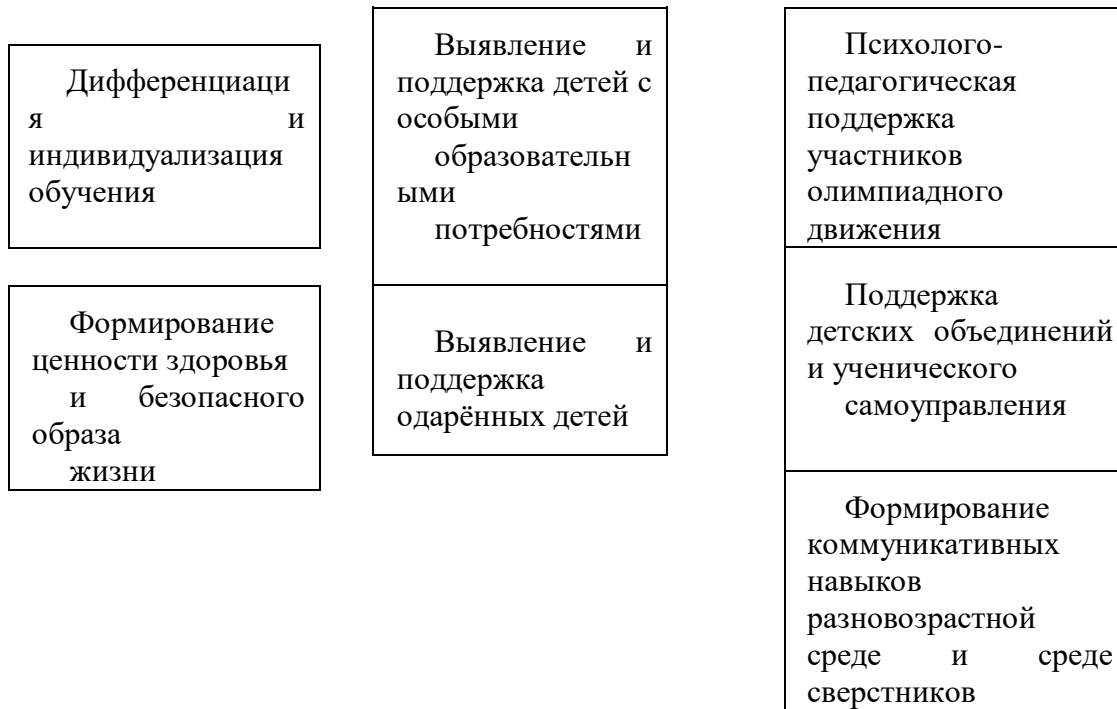 Дифференциаци
я и
индивидуализация
обучения
Формирование
ценности здоровья
и безопасного
образа
жизни
Выявление и
поддержка детей с
особыми
образовательн
ыми
потребностями
Выявление и
поддержка
одарённых детей
Психолого-
педагогическая
поддержка
участников
олимпиадного
движения
Поддержка
детских объединений
и ученического
самоуправления
Формирование
коммуникативных
навыков
разновозрастной
среде и среде
сверстников